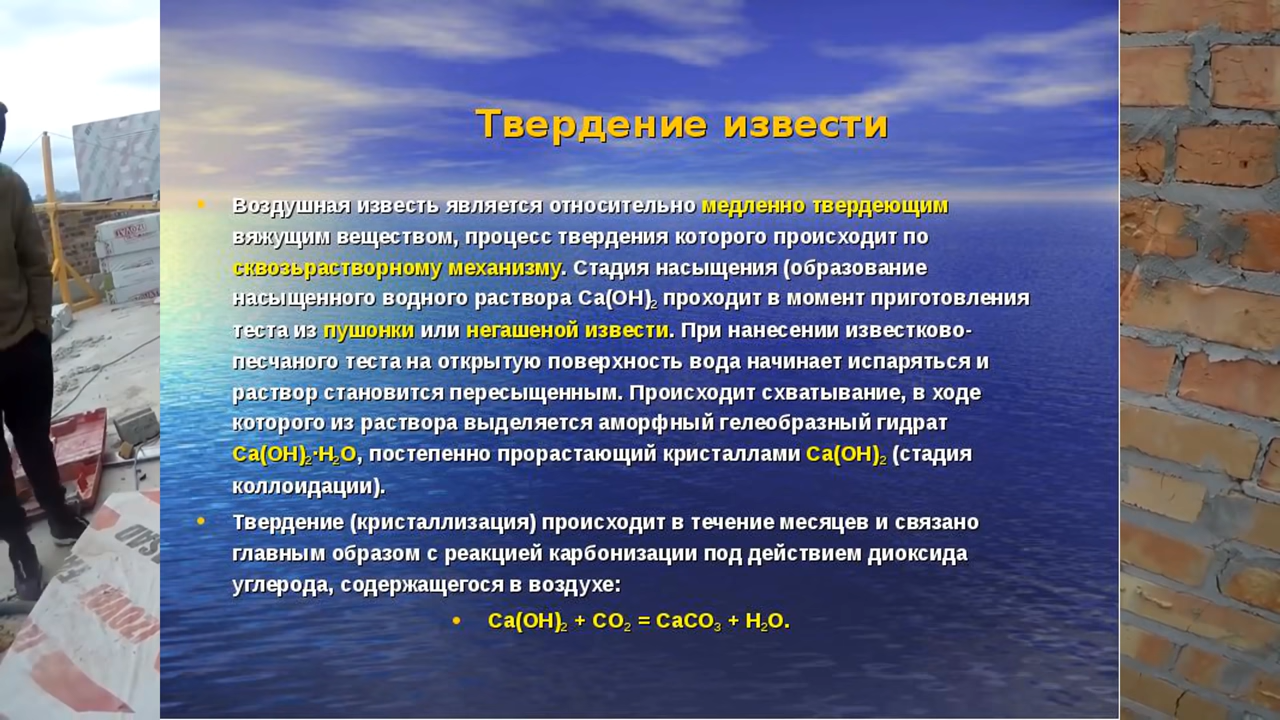 Твердение извести
• Воздушная известь является относительно медленно твердеющим
вяжущим веществом, процесс твердения которого происходит по
сквозьрастворному механизму. Стадия насыщения (образование
насыщенного водного раствора Ca(OH)₂ проходит в момент приготовления
теста из пушонки или негашеной извести. При нанесении известково-
песчаного теста на открытую поверхность вода начинает испаряться и
раствор становится пересыщенным. Происходит схватывание, в ходе
которого из раствора выделяется аморфный гелеобразный гидрат
Ca(OH)₂·H₂O, постепенно прорастающий кристаллами Ca(OH)₂ (стадия
коллоидации).
• Твердение (кристаллизация) происходит в течение месяцев и связано
главным образом с реакцией карбонизации под действием диоксида
углерода, содержащегося в воздухе:
• Ca(OH)₂ + CO₂ = CaCO₃ + H₂O.